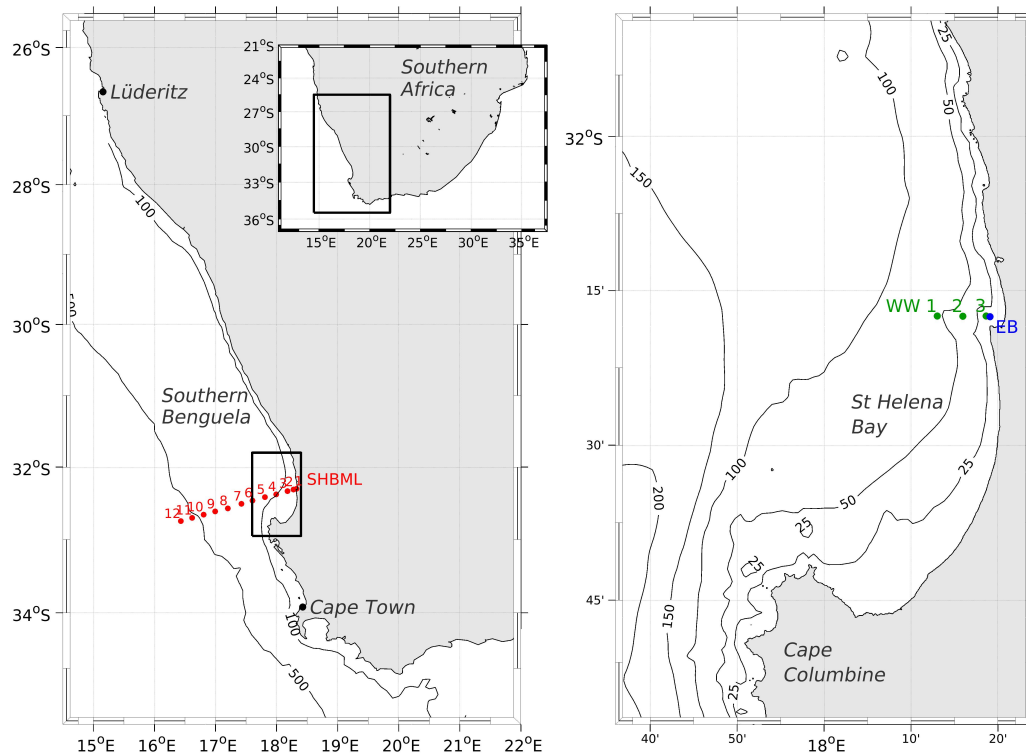 26°S
28°S
30°S
32°S
34°S
15°E
16°E
17°E
18°E
19°E
20°E
21°E
22°E
Lüderitz
100
500
Southern
Benguela
12 11 10 9 8 7 6 5 4 3 2 1
SHBML
Cape Town
100
500
21°S
24°S
27°S
30°S
33°S
36°S
15°E
20°E
25°E
30°E
35°E
Southern
Africa
32°S
15'
30'
45'
40'
50'
18°E
10'
20'
25
100
50
150
WW 1 2 3
EB
St Helena
Bay
100
200
50
25
25
25
150
25
Cape
Columbine